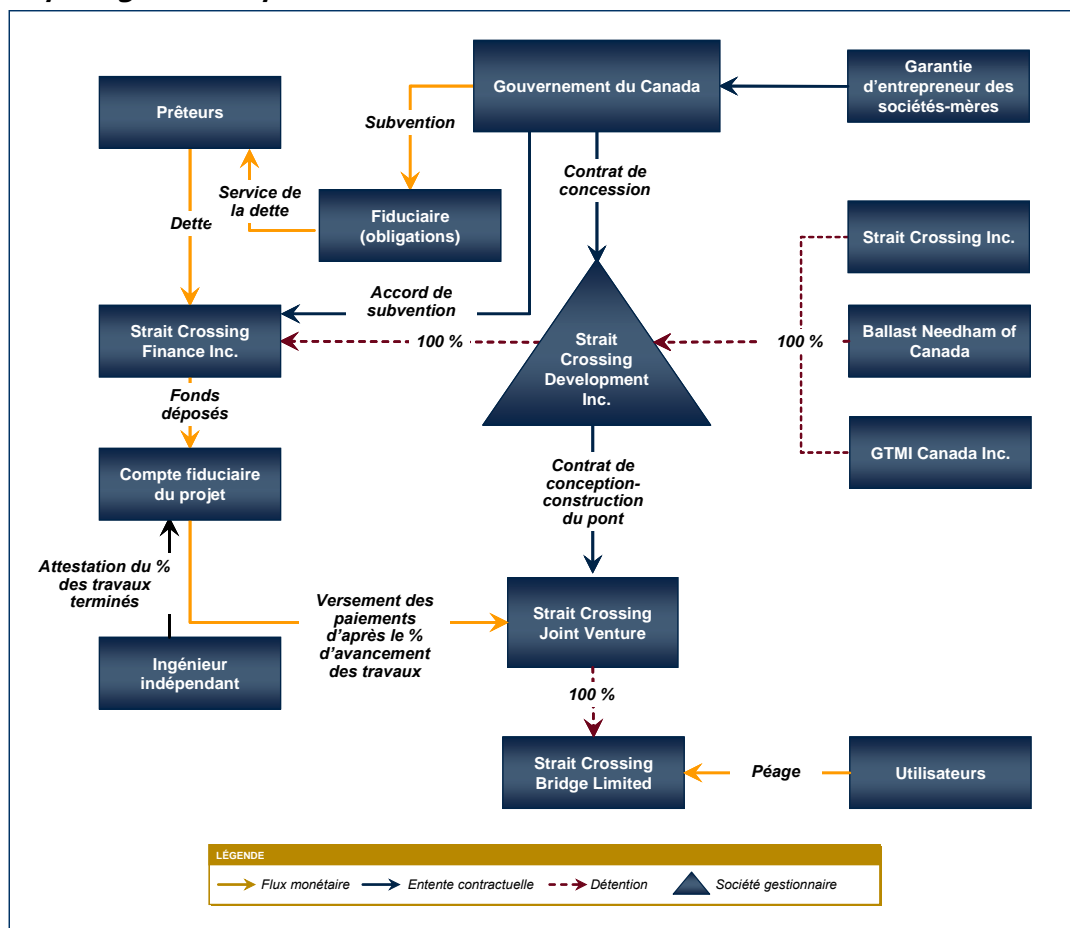 Gouvernement du Canada
Garantie
d’entrepreneur des
sociétés-mères
Prêteurs
Subvention
Contrat de
concession
Service de
la dette
Fiduciaire
(obligations)
Dette
Strait Crossing Inc.
Accord de
subvention
Strait Crossing
Finance Inc.
100 %
Strait
Crossing
Development
Inc.
100 %
Ballast Needham of
Canada
Fonds
déposés
GTMI Canada Inc.
Compte fiduciaire
du projet
Contrat de
conception-
construction
du pont
Attestation du %
des travaux
terminés
Versement des
paiements
d’après le %
d’avancement
des travaux
Strait Crossing
Joint Venture
Ingénieur
indépendant
100 %
Strait Crossing
Bridge Limited
Péage
Utilisateurs
LÉGENDE
Flux monétaire
Entente contractuelle
Détention
Société gestionnaire